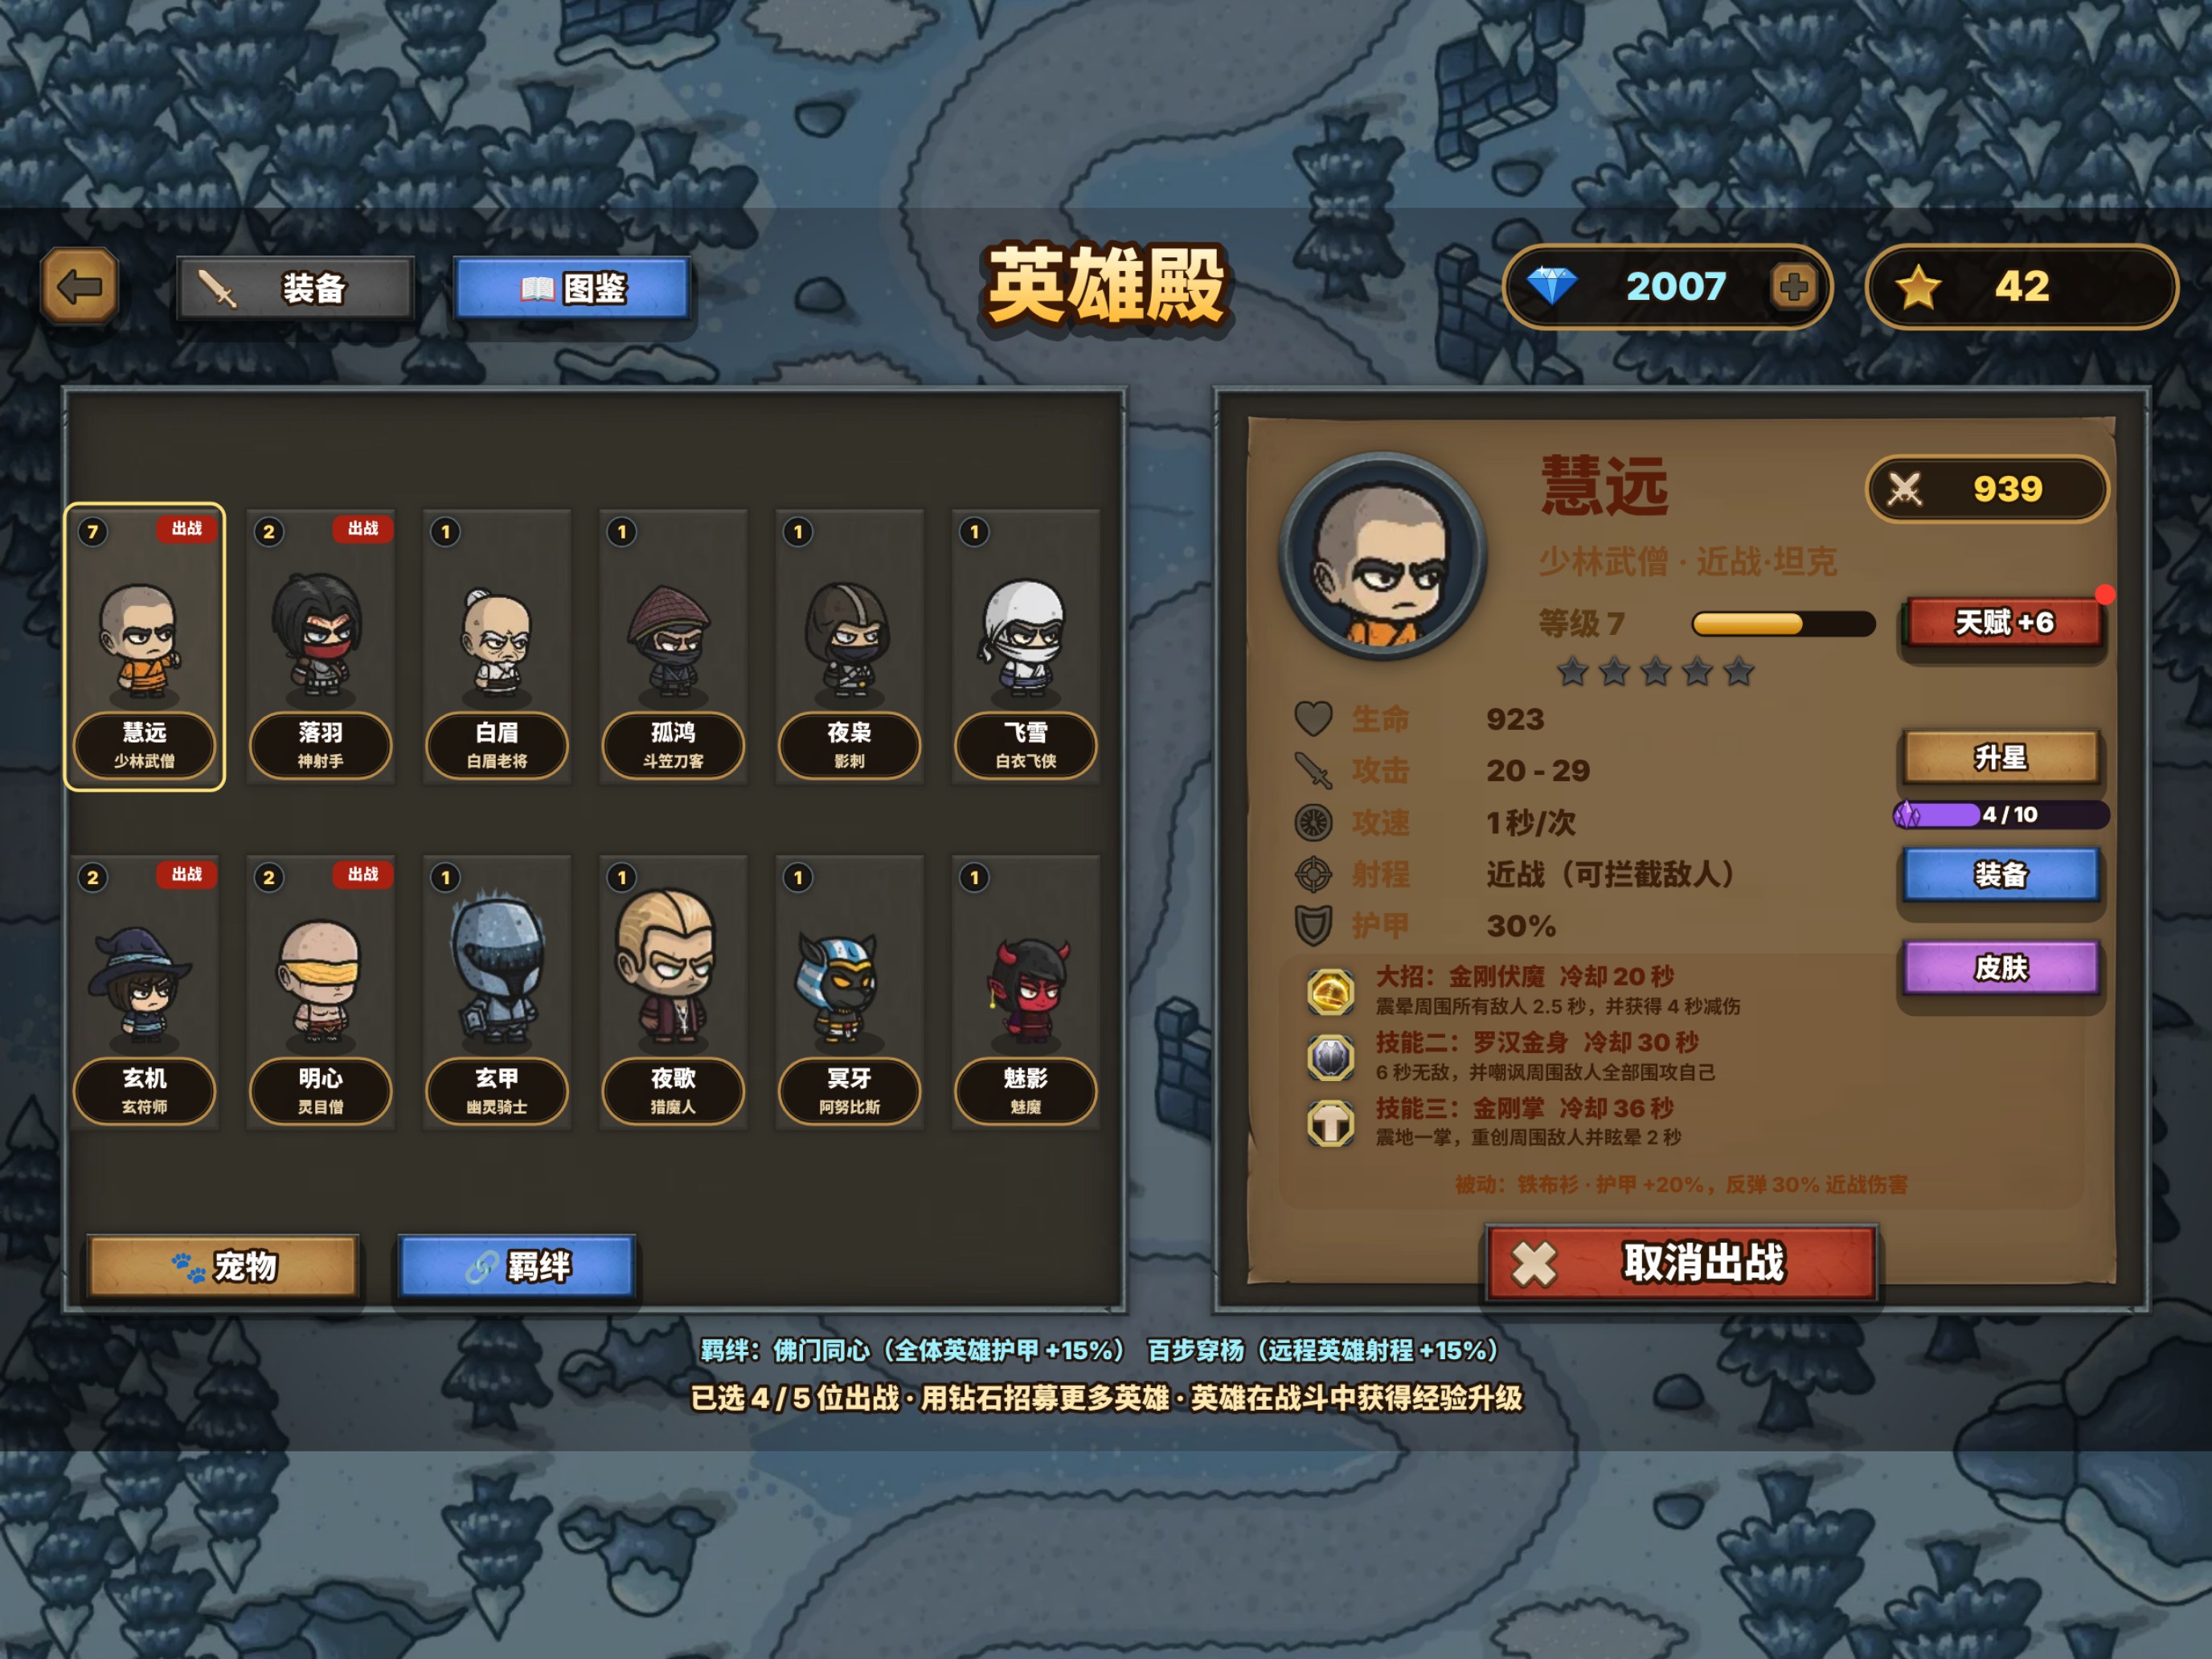 装备
图鉴
英雄殿
2007
42
7
出战
慧远
少林武僧
2
出战
落羽
神射手
1
白眉
白眉老将
1
孤鸿
斗笠刀客
1
夜枭
影刺
1
飞雪
白衣飞侠
2
出战
玄机
玄符师
2
出战
明心
灵目僧
1
玄甲
幽灵骑士
1
夜歌
猎魔人
1
冥牙
阿努比斯
1
魅影
魅魔
宠物
羁绊
慧远
939
少林武僧 · 近战·坦克
等级 7
天赋 +6
生命 923
攻击 20 - 29
攻速 1 秒/次
射程 近战（可拦截敌人）
护甲 30%
升星
4 / 10
装备
皮肤
大招：金刚伏魔 冷却 20 秒
震晕周围所有敌人 2.5 秒，并获得 4 秒减伤
技能二：罗汉金身 冷却 30 秒
6 秒无敌，并嘲讽周围敌人全部围攻自己
技能三：金刚掌 冷却 36 秒
震地一掌，重创周围敌人并眩晕 2 秒
被动：铁布衫 · 护甲 +20%，反弹 30% 近战伤害
取消出战
羁绊：佛门同心（全体英雄护甲 +15%） 百步穿杨（远程英雄射程 +15%）
已选 4 / 5 位出战 · 用钻石招募更多英雄 · 英雄在战斗中获得经验升级